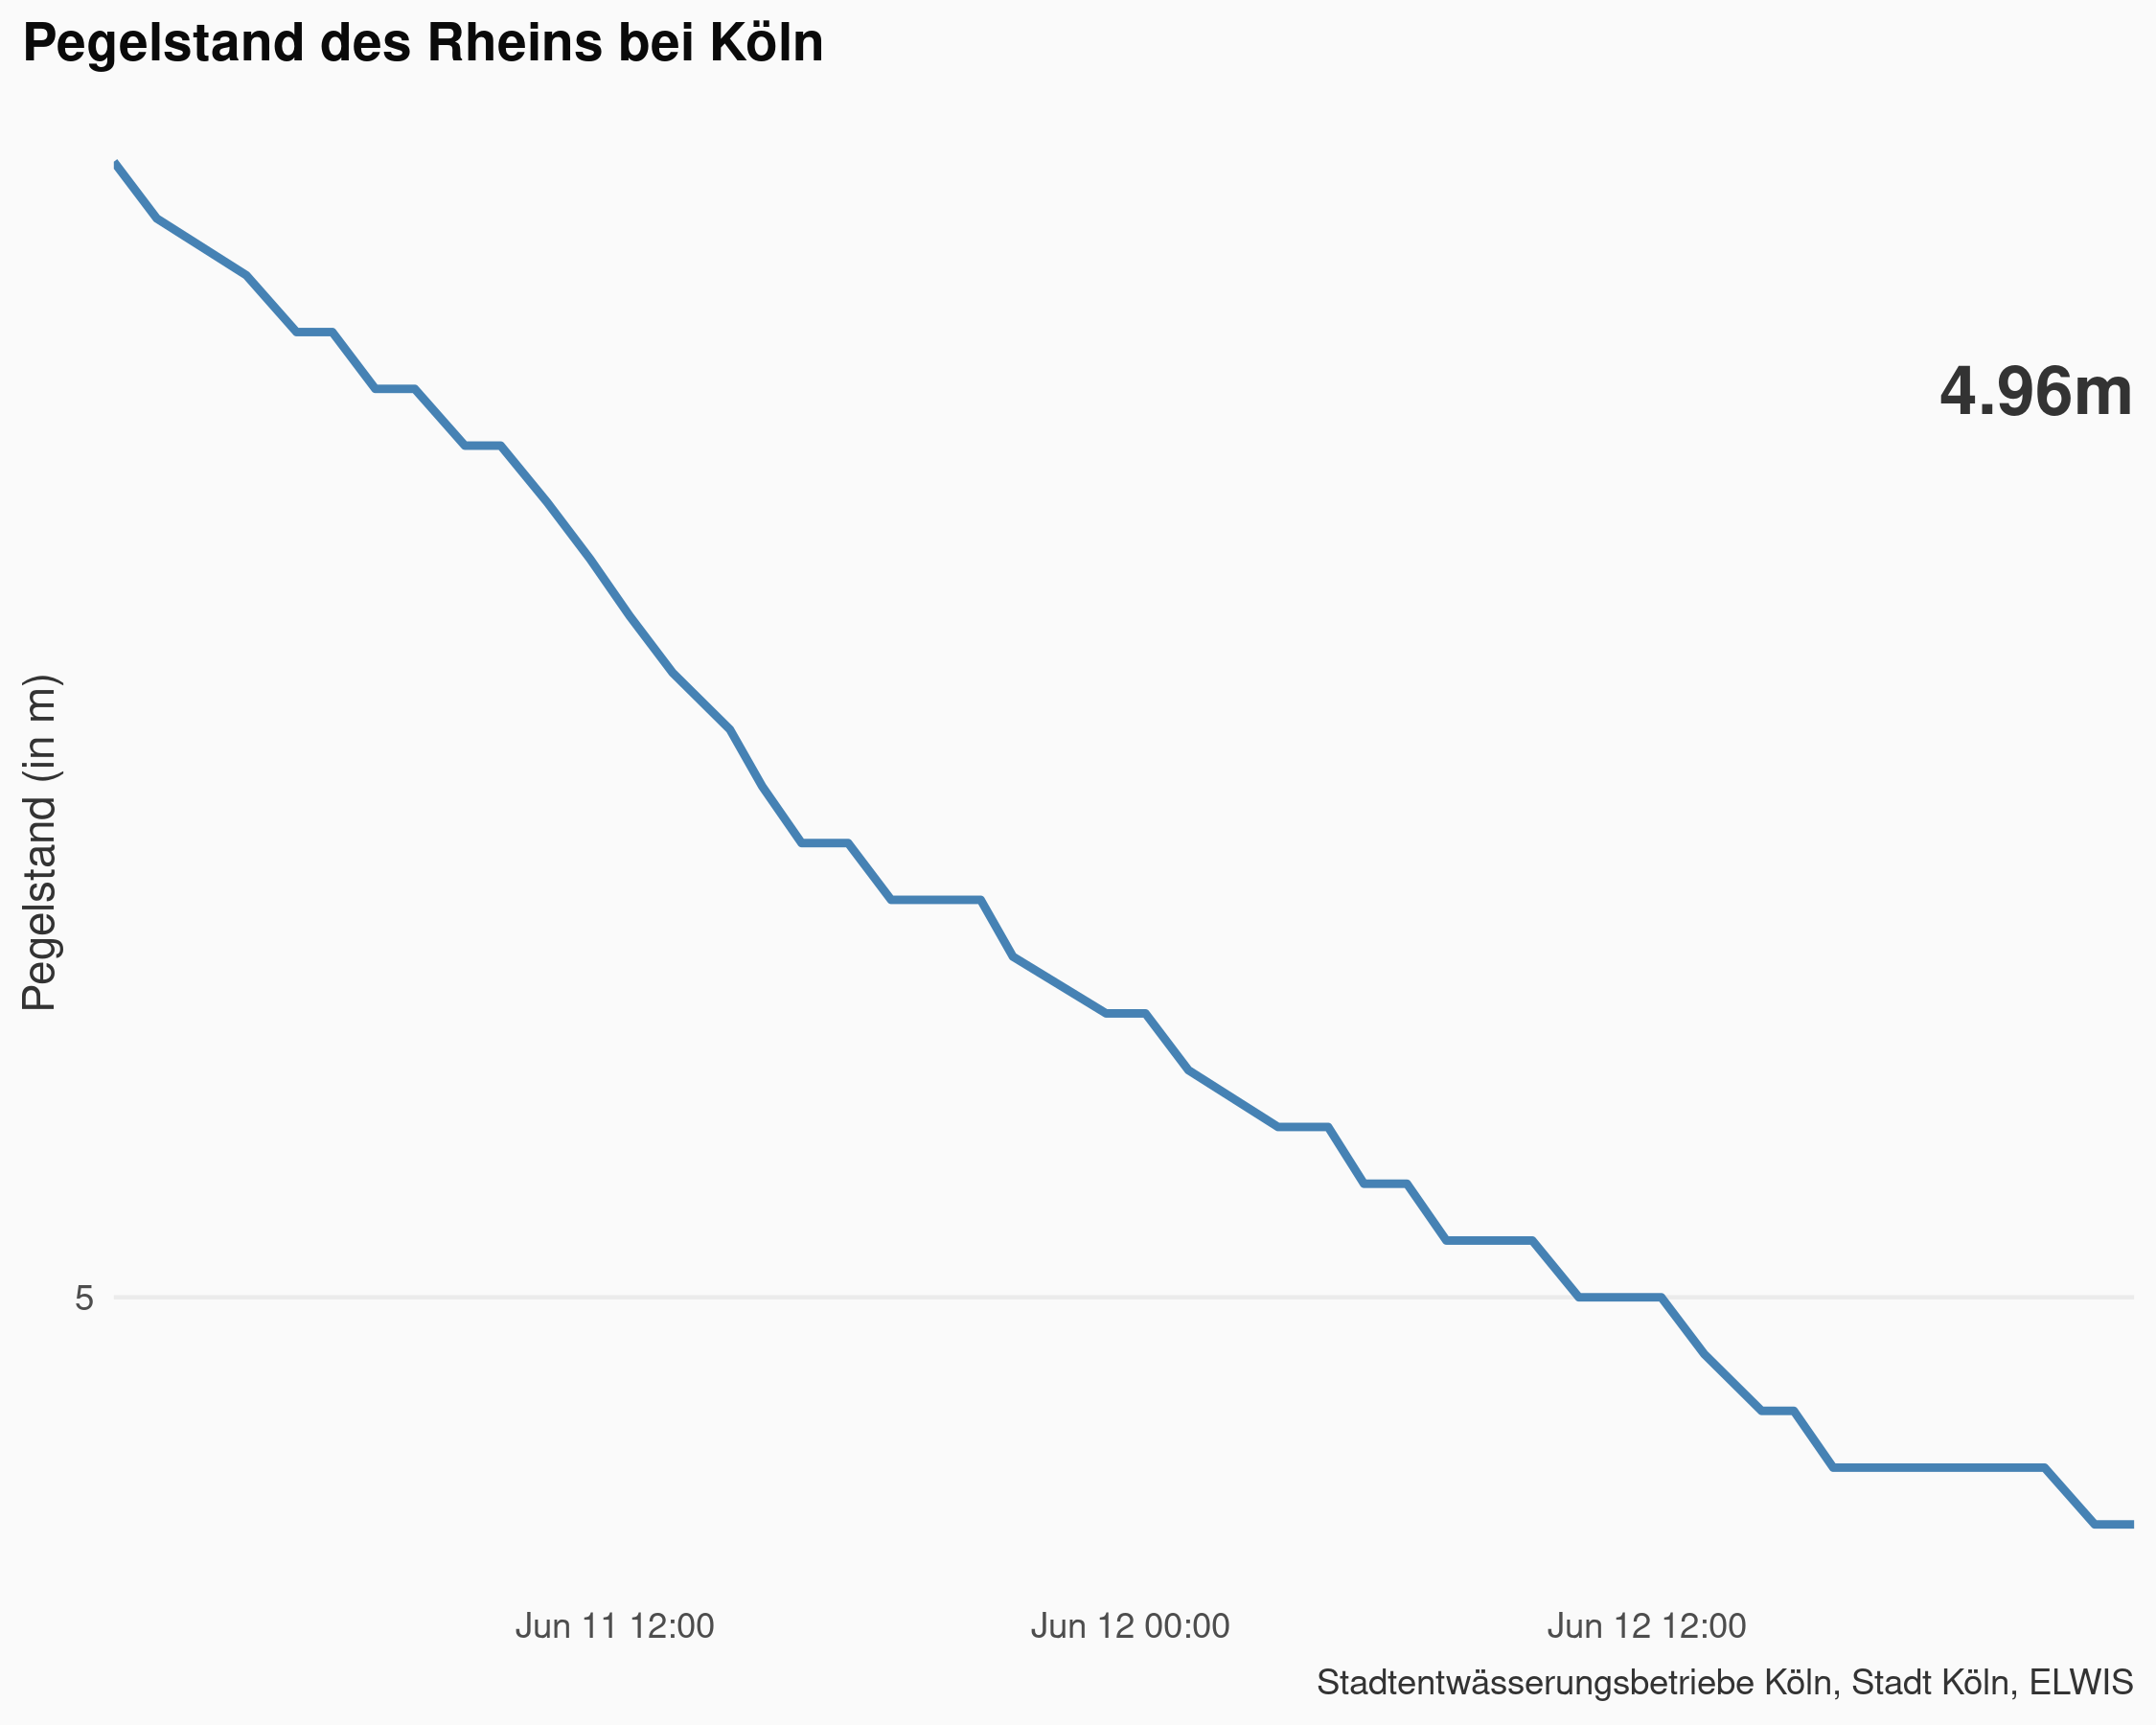 Pegelstand des Rheins bei Köln
4.96m
Pegelstand (in m)
5
Jun 11 12:00
Jun 12 00:00
Jun 12 12:00
Stadtentwässerungsbetriebe Köln, Stadt Köln, ELWIS